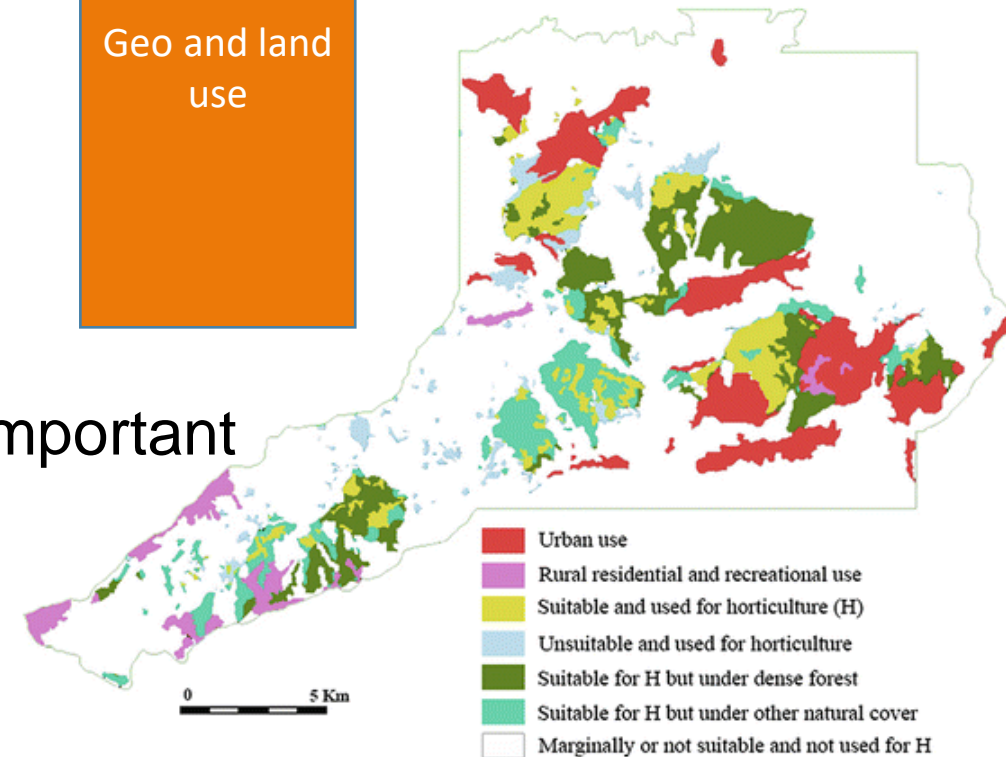 Geo and land
use
mportant
0 5 Km
Urban use
Rural residential and recreational use
Suitable and used for horticulture (H)
Unsuitable and used for horticulture
Suitable for H but under dense forest
Suitable for H but under other natural cover
Marginally or not suitable and not used for H